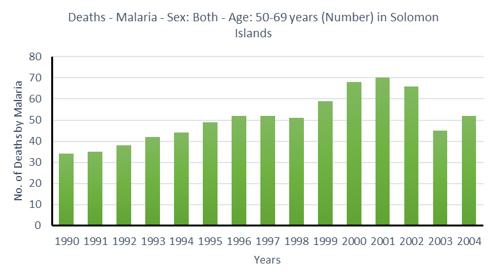 Deaths - Malaria - Sex: Both - Age: 50-69 years (Number) in Solomon
Islands
No. of Deaths by Malaria
80
70
60
50
40
30
20
10
0
1990 1991 1992 1993 1994 1995 1996 1997 1998 1999 2000 2001 2002 2003 2004
Years